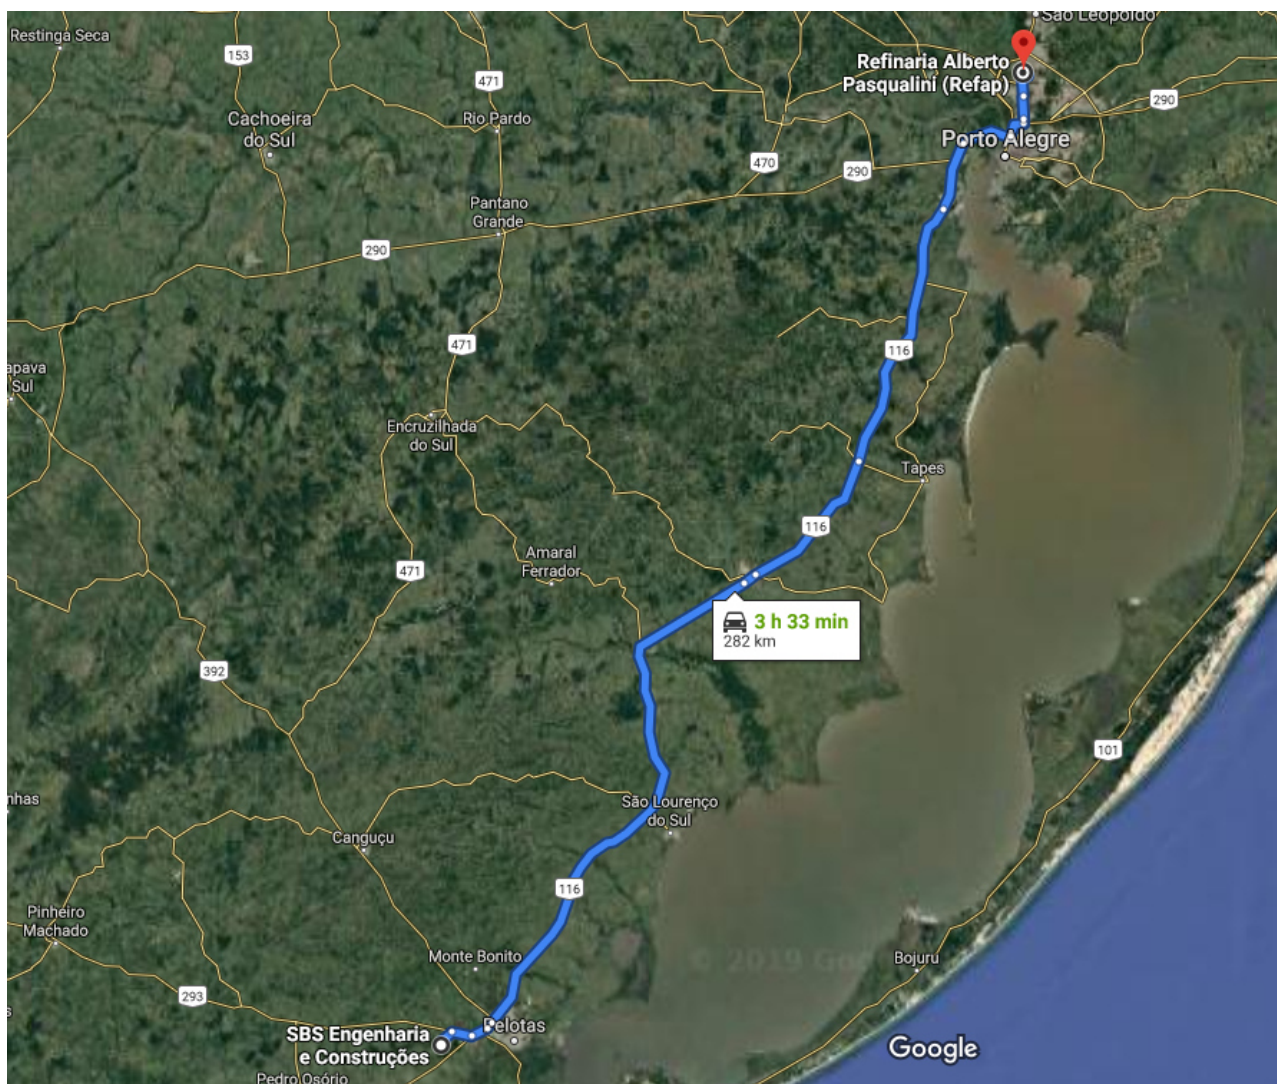 São Leopoldo
Restinga Seca
153
Refinaria Alberto
Pasqualini (Refap)
471
290
Cachoeira
do Sul
Rio Pardo
Porto Alegre
470
290
Pantano
Grande
290
471
116
apava
Sul
Encruzilhada
do Sul
Tapes
116
Amaral
Ferrador
471
3 h 33 min
282 km
392
101
nhas
São Lourenço
do Sul
Canguçu
116
Pinheiro
Machado
Monte Bonito
© 2019 Goo
Bojuru
293
s
SBS Engenharia
e Construções
Pelotas
Google
Pedro Osório